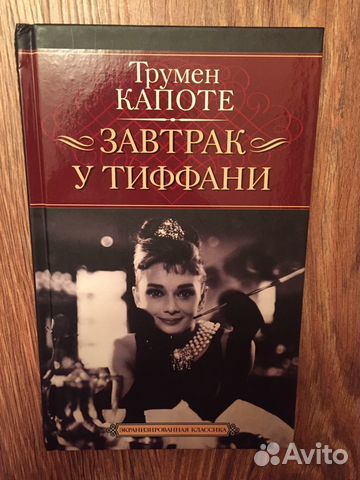 Трумен
КАПОТЕ
ЗАВТРАК
У ТИФФАНИ
ЭКРАНИЗИРОВАННАЯ КЛАССИКА
Avito